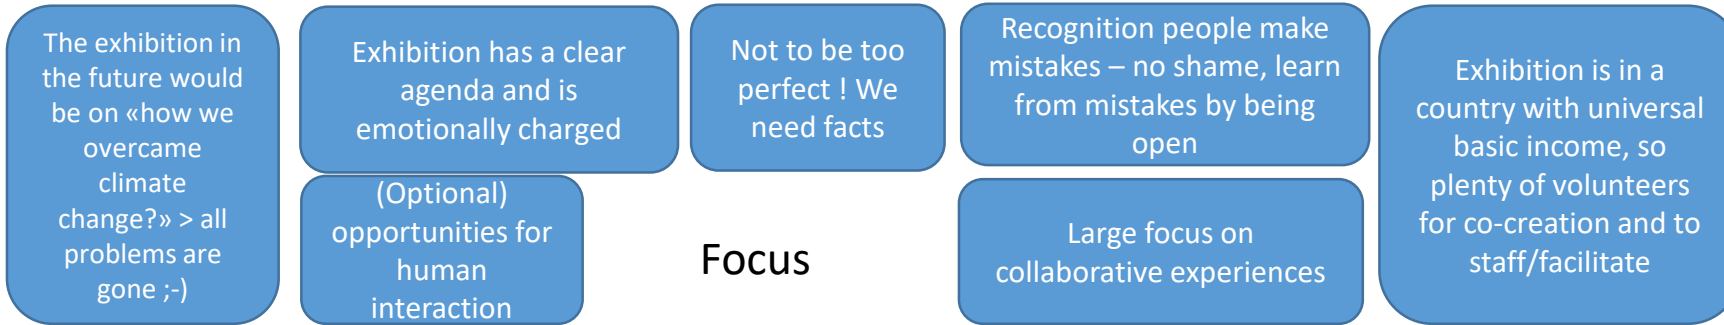 The exhibition in
the future would
be on «how we
overcame
climate
change?» > all
problems are
gone ;-)
Exhibition has a clear
agenda and is
emotionally charged
(Optional)
opportunities for
human
interaction
Not to be too
perfect ! We
need facts
Focus
Recognition people make
mistakes – no shame, learn
from mistakes by being
open
Large focus on
collaborative experiences
Exhibition is in a
country with universal
basic income, so
plenty of volunteers
for co-creation and to
staff/facilitate